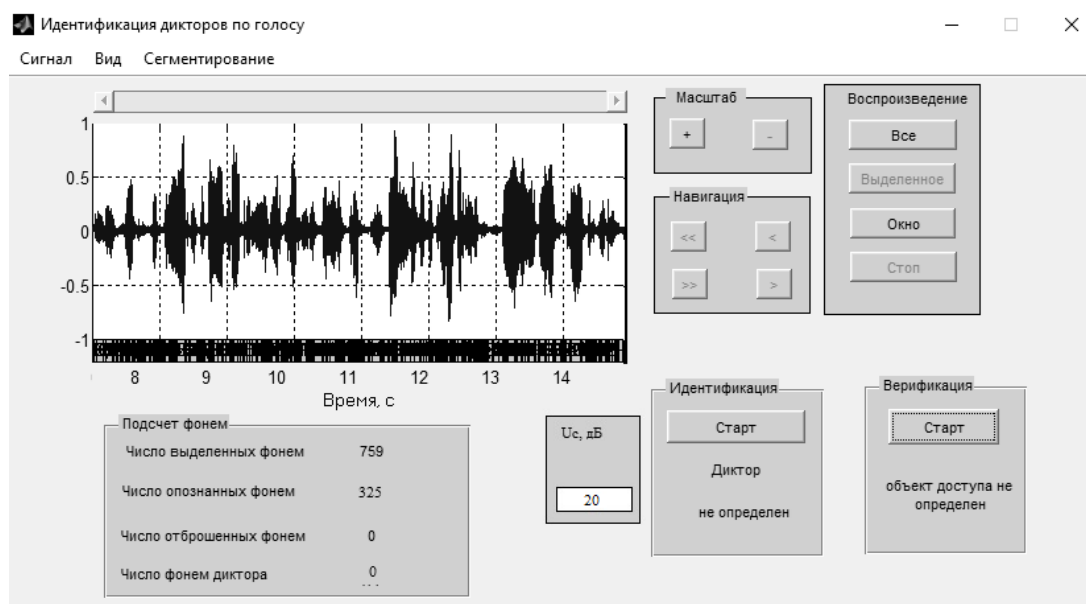 Идентификация дикторов по голосу
Сигнал Вид Сегментирование
1
0.5
0
-0.5
-1
8 9 10 11 12 13 14
Время, с
Масштаб
+ -
Навигация
<< <
>> >
Воспроизведение
Все
Выделенное
Окно
Стоп
Подсчет фонем
Число выделенных фонем 759
Число опознанных фонем 325
Число отброшенных фонем 0
Число фонем диктора 0
Uc, дБ
20
Идентификация
Старт
Диктор
не определен
Верификация
Старт
объект доступа не
определен